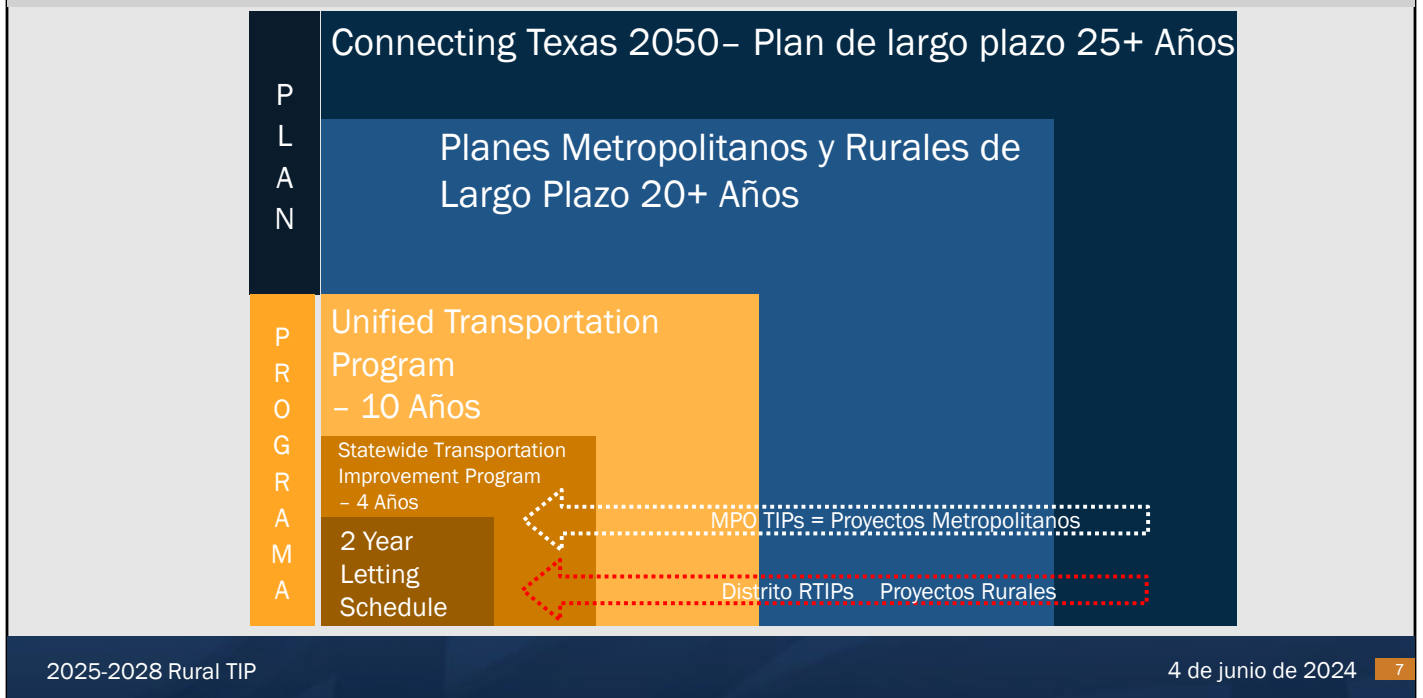 Connecting Texas 2050– Plan de largo plazo 25+ Años
P
L
A
N
Planes Metropolitanos y Rurales de
Largo Plazo 20+ Años
P
R
O
G
R
A
M
A
Unified Transportation
Program
– 10 Años
Statewide Transportation
Improvement Program
– 4 Años
MPO TIPs = Proyectos Metropolitanos
2 Year
Letting
Schedule
Distrito RTIPs Proyectos Rurales
2025-2028 Rural TIP
4 de junio de 2024
7